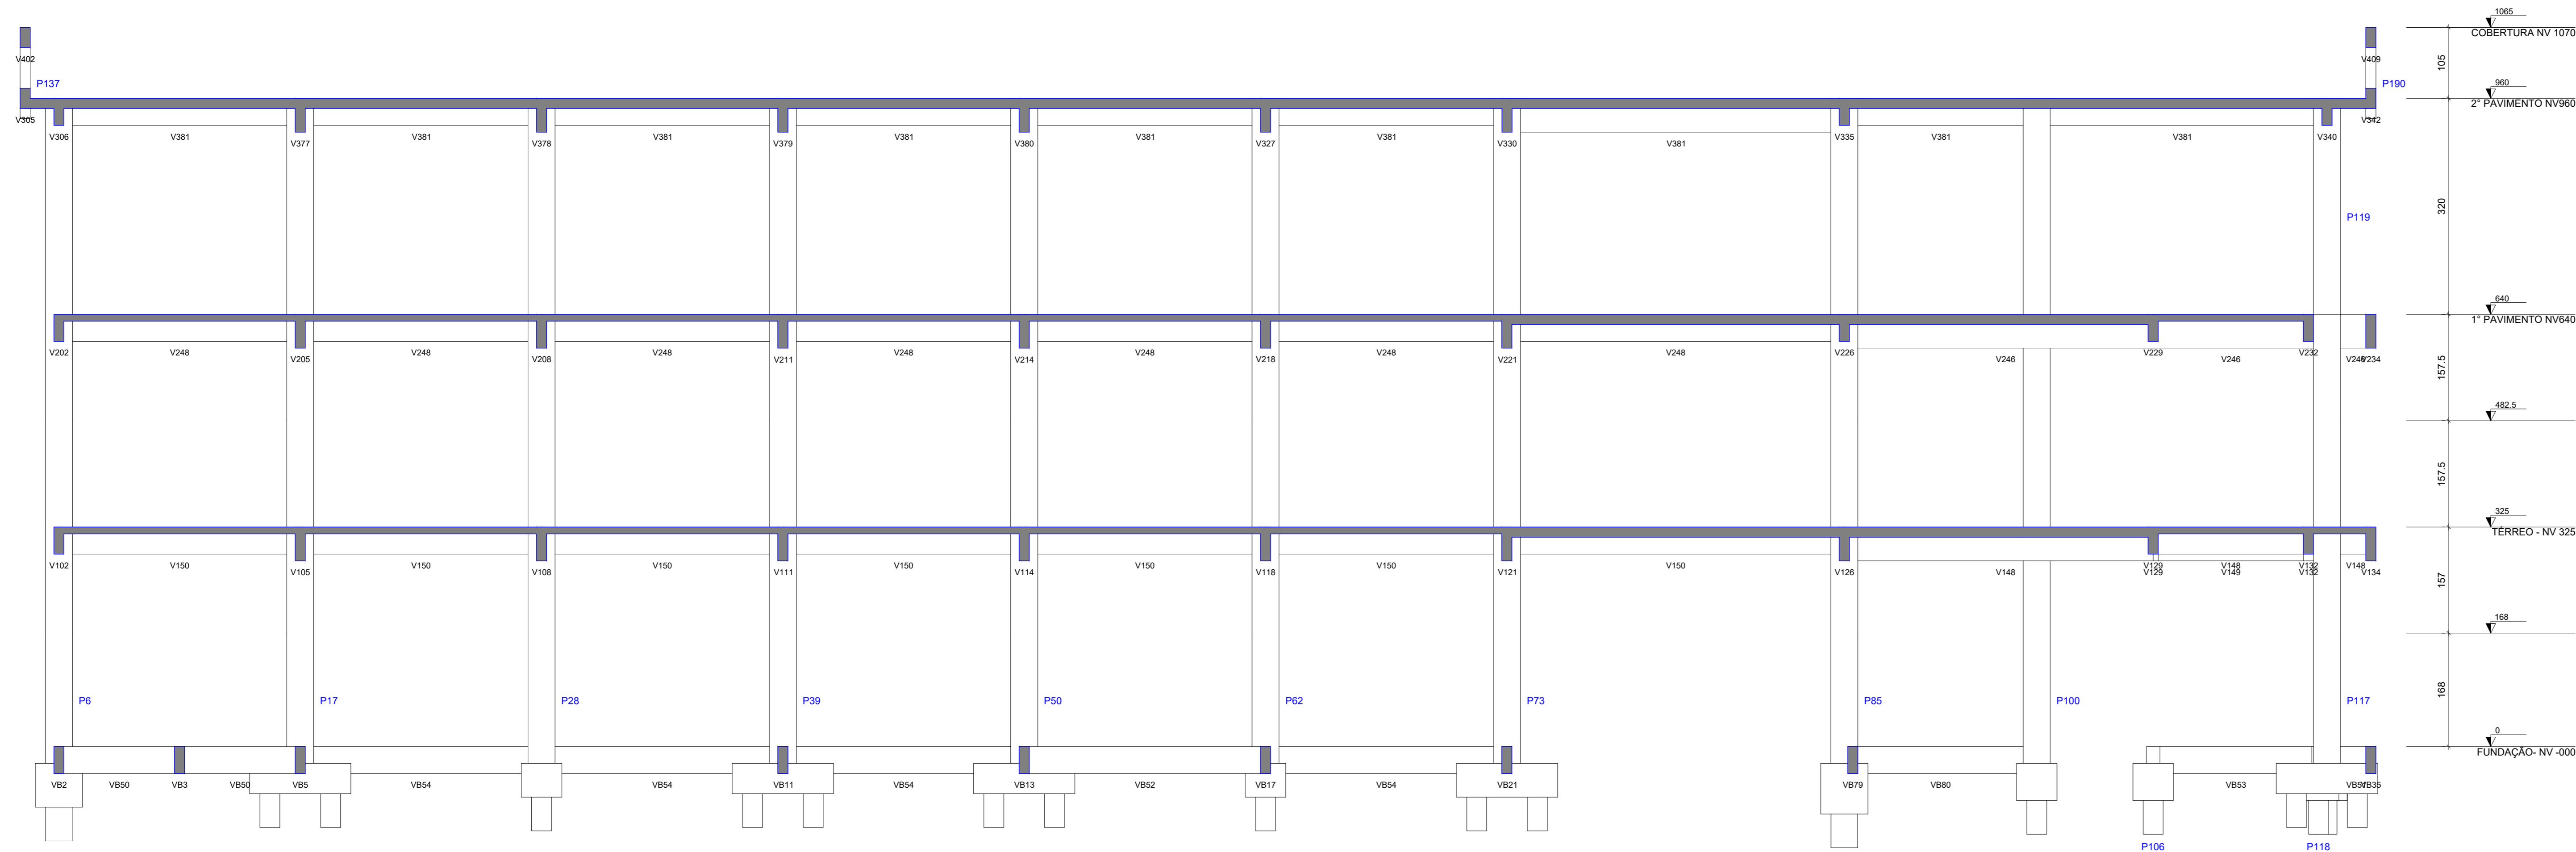 1065
COBERTURA NV 1070
V402 V409
105
P137 P190
960
2° PAVIMENTO NV960
V305 V342
V306 V381 V381 V381 V381 V381 V381 V381 V381 V381 V340
V377 V378 V379 V380 V327 V330 V335
320
P119
640
1° PAVIMENTO NV640
V202 V248 V205 V248 V208 V248 V211 V248 V214 V248 V218 V248 V221 V248 V226 V246 V229 V246 V232 V246 V234
157.5
482.5
157.5
325
TÉRREO - NV 325
V102 V150 V105 V150 V108 V150 V111 V150 V114 V150 V118 V150 V121 V150 V126 V148 V129 V148 V132 V148 V134
V129 V149 V132
157
168
168
P6 P17 P28 P39 P50 P62 P73 P85 P100 P117
0
FUNDAÇÃO- NV -000
VB2 VB50 VB3 VB50 VB5 VB54 VB54 VB11 VB54 VB13 VB52 VB17 VB54 VB21 VB79 VB80 VB53 VB51 VB35
P106 P118